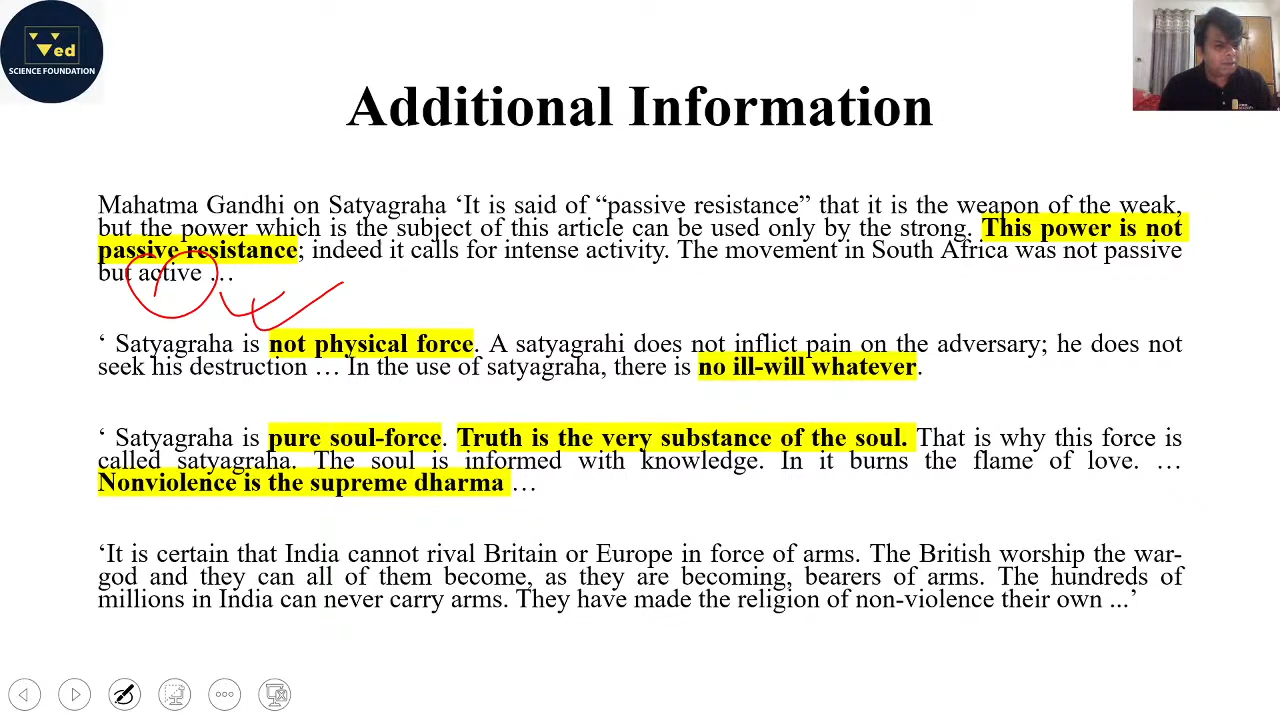 Ved
SCIENCE FOUNDATION
Additional Information
Mahatma Gandhi on Satyagraha ‘It is said of “passive resistance” that it is the weapon of the weak,
but the power which is the subject of this article can be used only by the strong. This power is not
passive resistance; indeed it calls for intense activity. The movement in South Africa was not passive
but active …
‘ Satyagraha is not physical force. A satyagrahi does not inflict pain on the adversary; he does not
seek his destruction … In the use of satyagraha, there is no ill-will whatever.
‘ Satyagraha is pure soul-force. Truth is the very substance of the soul. That is why this force is
called satyagraha. The soul is informed with knowledge. In it burns the flame of love. …
Nonviolence is the supreme dharma …
‘It is certain that India cannot rival Britain or Europe in force of arms. The British worship the war-
god and they can all of them become, as they are becoming, bearers of arms. The hundreds of
millions in India can never carry arms. They have made the religion of non-violence their own ...’